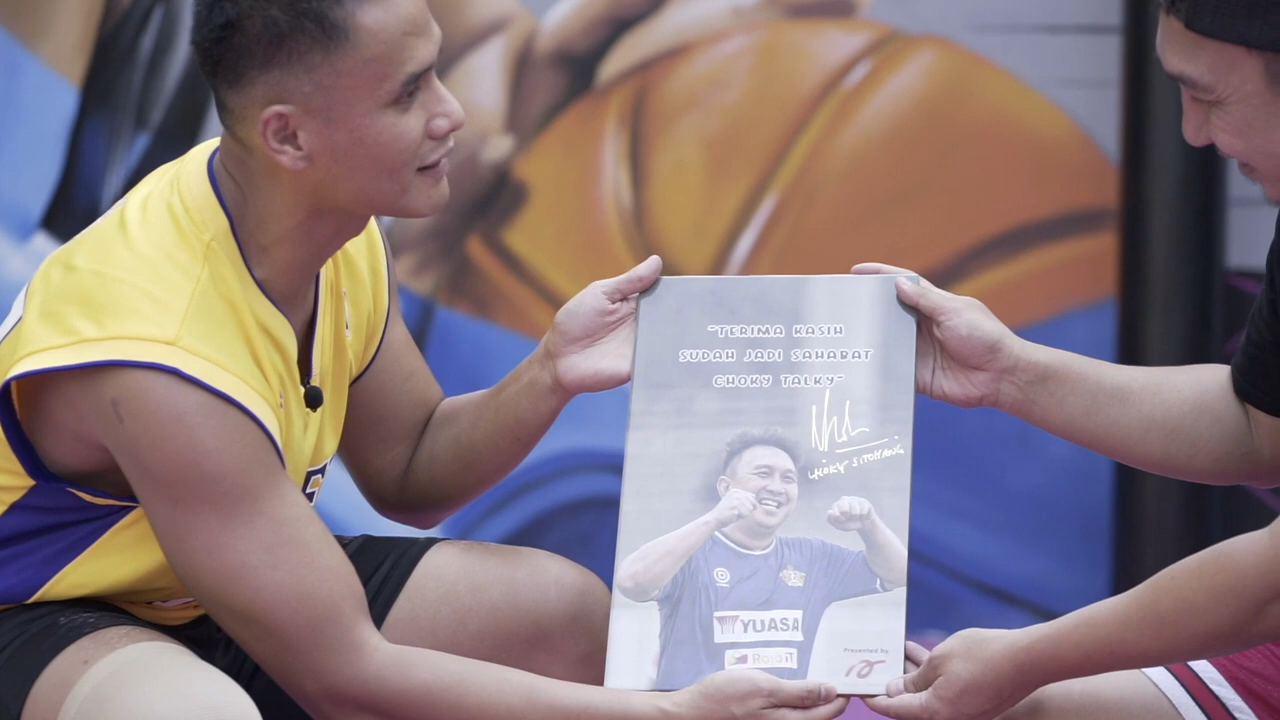 "TERIMA KASIH
SUDAH JADI SAHABAT
CHOKY TALKY"
CHOKY SITOHANG
YUASA
Presented by